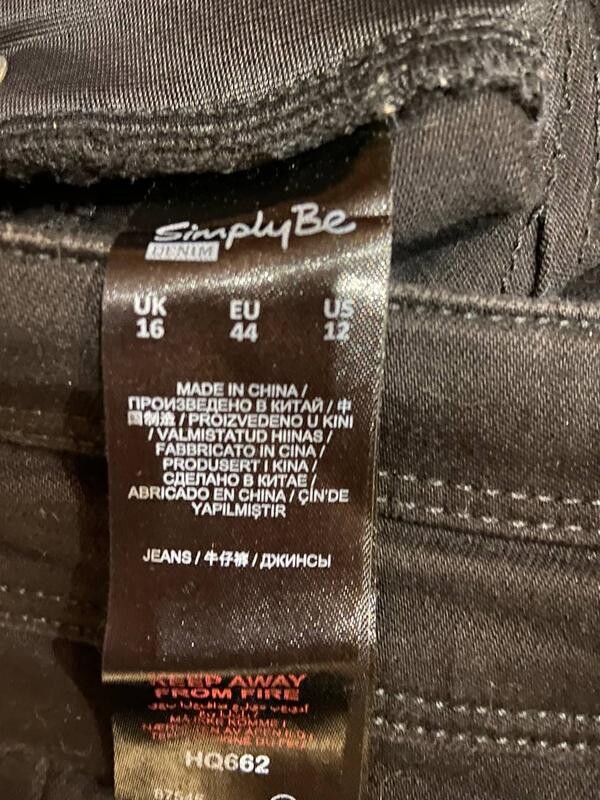 SimplyBe
DENIM
UK EU US
16 44 12
MADE IN CHINA /
ПРОИЗВЕДЕНО В КИТАЙ / 中
国制造 / PROIZVEDENO U KINI
/ VALMISTATUD HIINAS /
FABBRICATO IN CINA /
PRODUSERT I KINA /
СДЕЛАНО В КИТАЕ /
ABRICADO EN CHINA / ÇİN'DE
YAPILMIŞTIR
JEANS / 牛仔裤 / ДЖИНСЫ
KEEP AWAY
FROM FIRE
HQ662